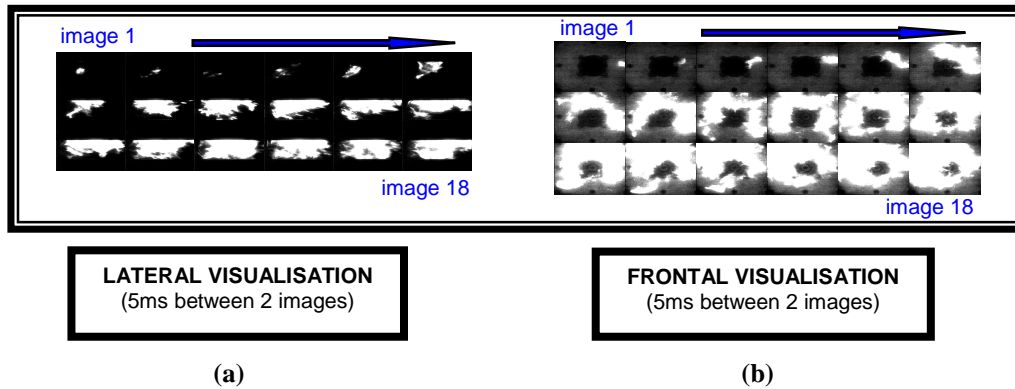 image 1
image 18
image 1
image 18
LATERAL VISUALISATION
(5ms between 2 images)
FRONTAL VISUALISATION
(5ms between 2 images)
(a)
(b)